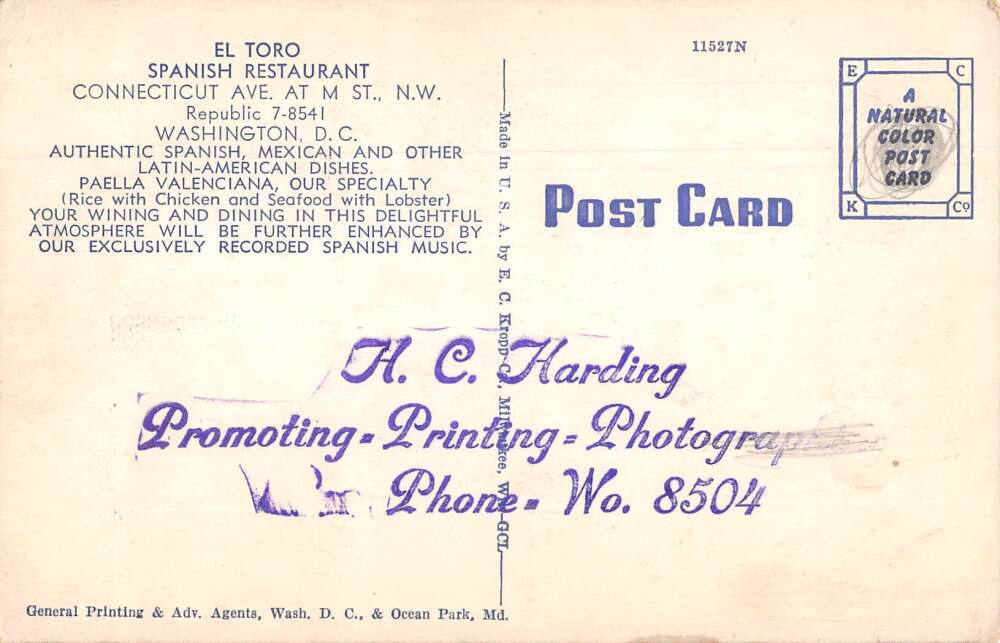 EL TORO
SPANISH RESTAURANT
CONNECTICUT AVE. AT M ST., N.W.
Republic 7-8541
WASHINGTON, D. C.
AUTHENTIC SPANISH, MEXICAN AND OTHER
LATIN-AMERICAN DISHES.
PAELLA VALENCIANA, OUR SPECIALTY
(Rice with Chicken and Seafood with Lobster)
YOUR WINING AND DINING IN THIS DELIGHTFUL
ATMOSPHERE WILL BE FURTHER ENHANCED BY
OUR EXCLUSIVELY RECORDED SPANISH MUSIC.
Made in U. S. A. by E. C. Kropp Co., Milwaukee, Wis.-GCL
11527N
E C
A
NATURAL
COLOR
POST
CARD
K Co
POST CARD
H. C. Harding
Promoting - Printing - Photograp
Phone - Wo. 8504
General Printing & Adv. Agents, Wash. D. C., & Ocean Park, Md.